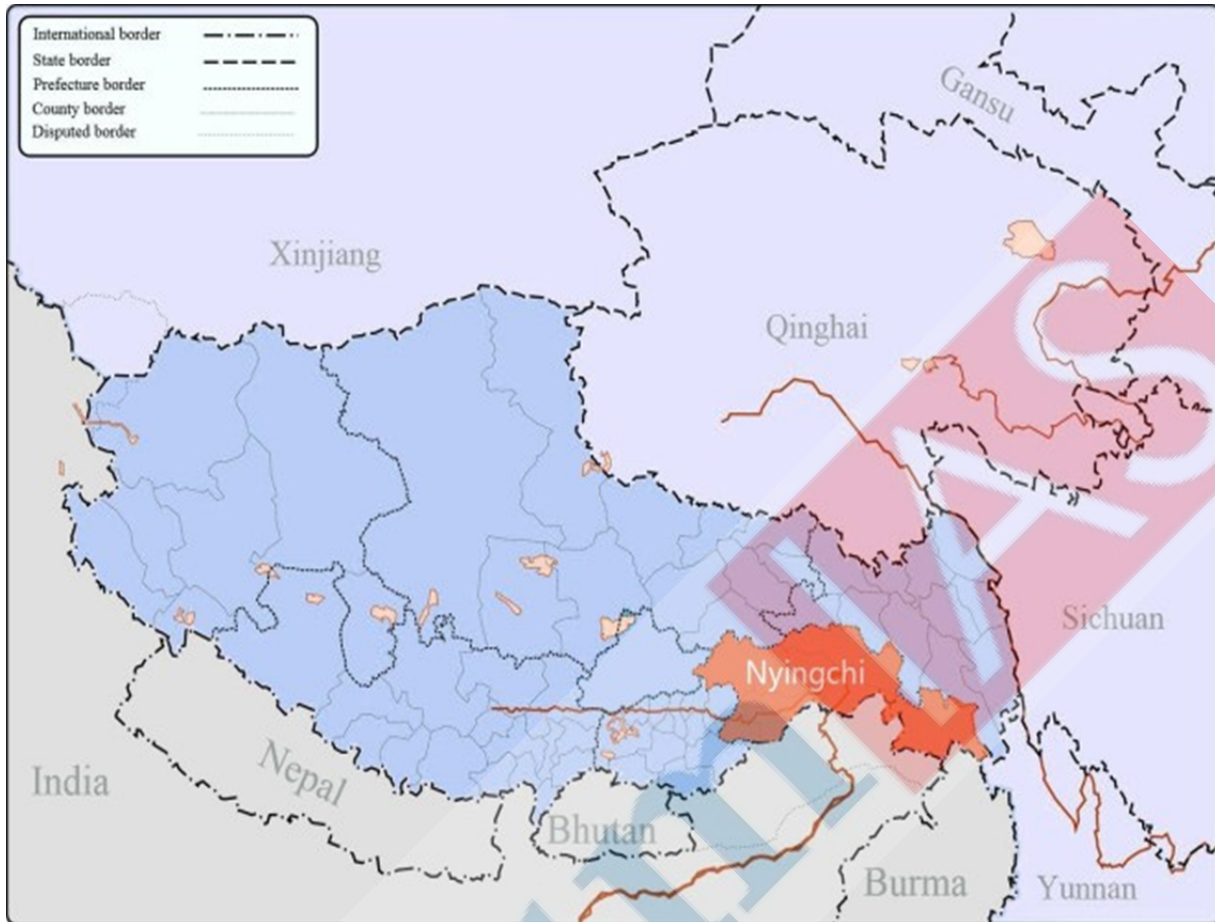 International border
State border
Prefecture border
County border
Disputed border
Gansu
Xinjiang
Qinghai
Sichuan
Nyingchi
India
Nepal
Bhutan
Burma
Yunnan